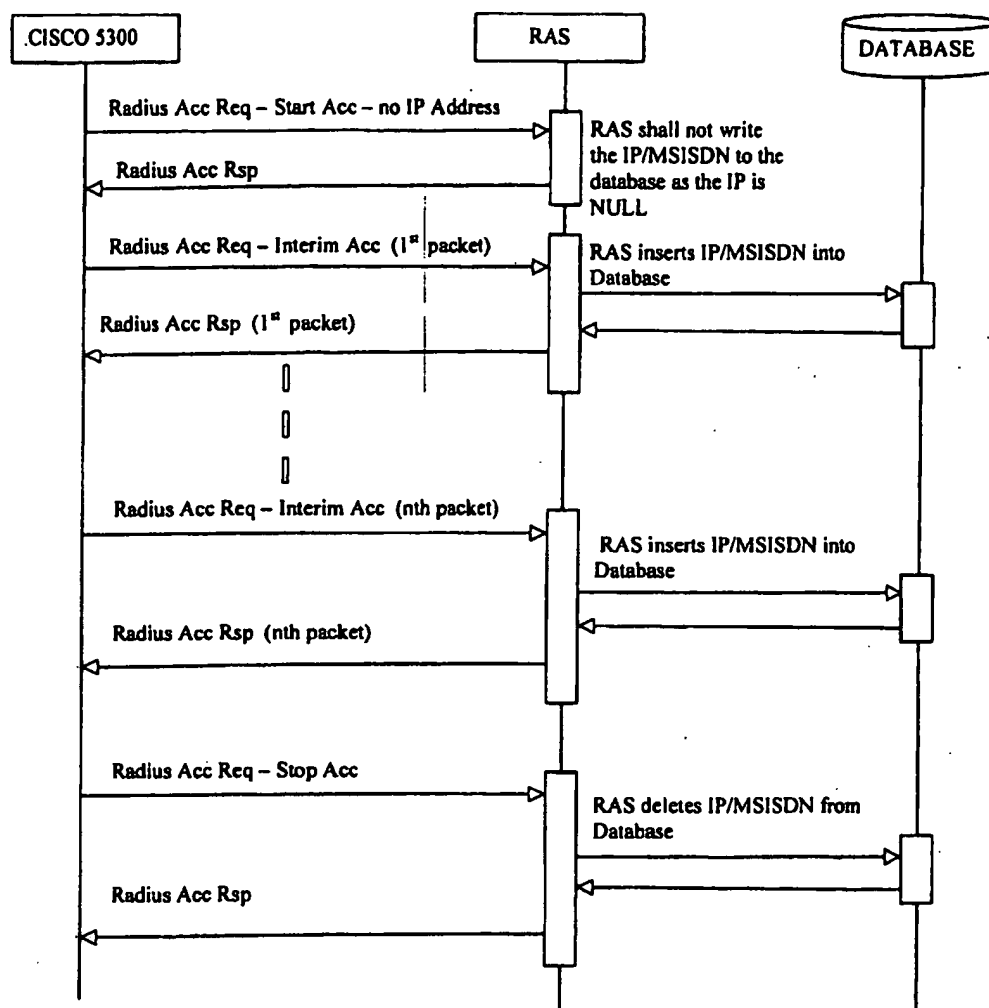 .CISCO 5300
RAS
DATABASE
Radius Acc Req – Start Acc – no IP Address
RAS shall not write
the IP/MSISDN to the
database as the IP is
NULL
Radius Acc Rsp
Radius Acc Req – Interim Acc (1st packet)
RAS inserts IP/MSISDN into
Database
Radius Acc Rsp (1st packet)
Radius Acc Req – Interim Acc (nth packet)
RAS inserts IP/MSISDN into
Database
Radius Acc Rsp (nth packet)
Radius Acc Req – Stop Acc
RAS deletes IP/MSISDN from
Database
Radius Acc Rsp